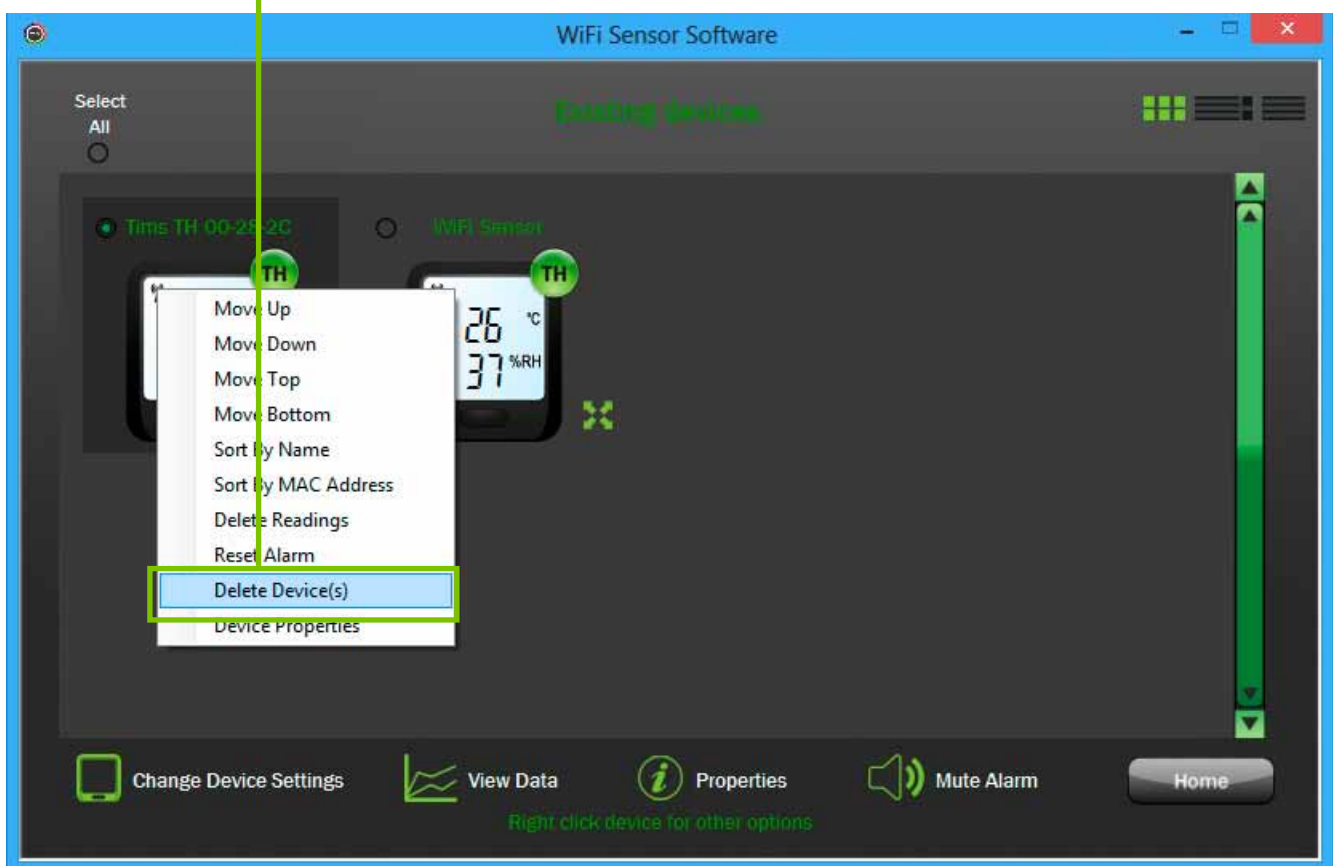 WiFi Sensor Software
Select
All
Existing devices
Tims TH 00-28-2C
WiFi Sensor
TH
TH
26 °C
37 %RH
Move Up
Move Down
Move Top
Move Bottom
Sort By Name
Sort By MAC Address
Delete Readings
Reset Alarm
Delete Device(s)
Device Properties
Change Device Settings
View Data
Properties
Mute Alarm
Home
Right click device for other options